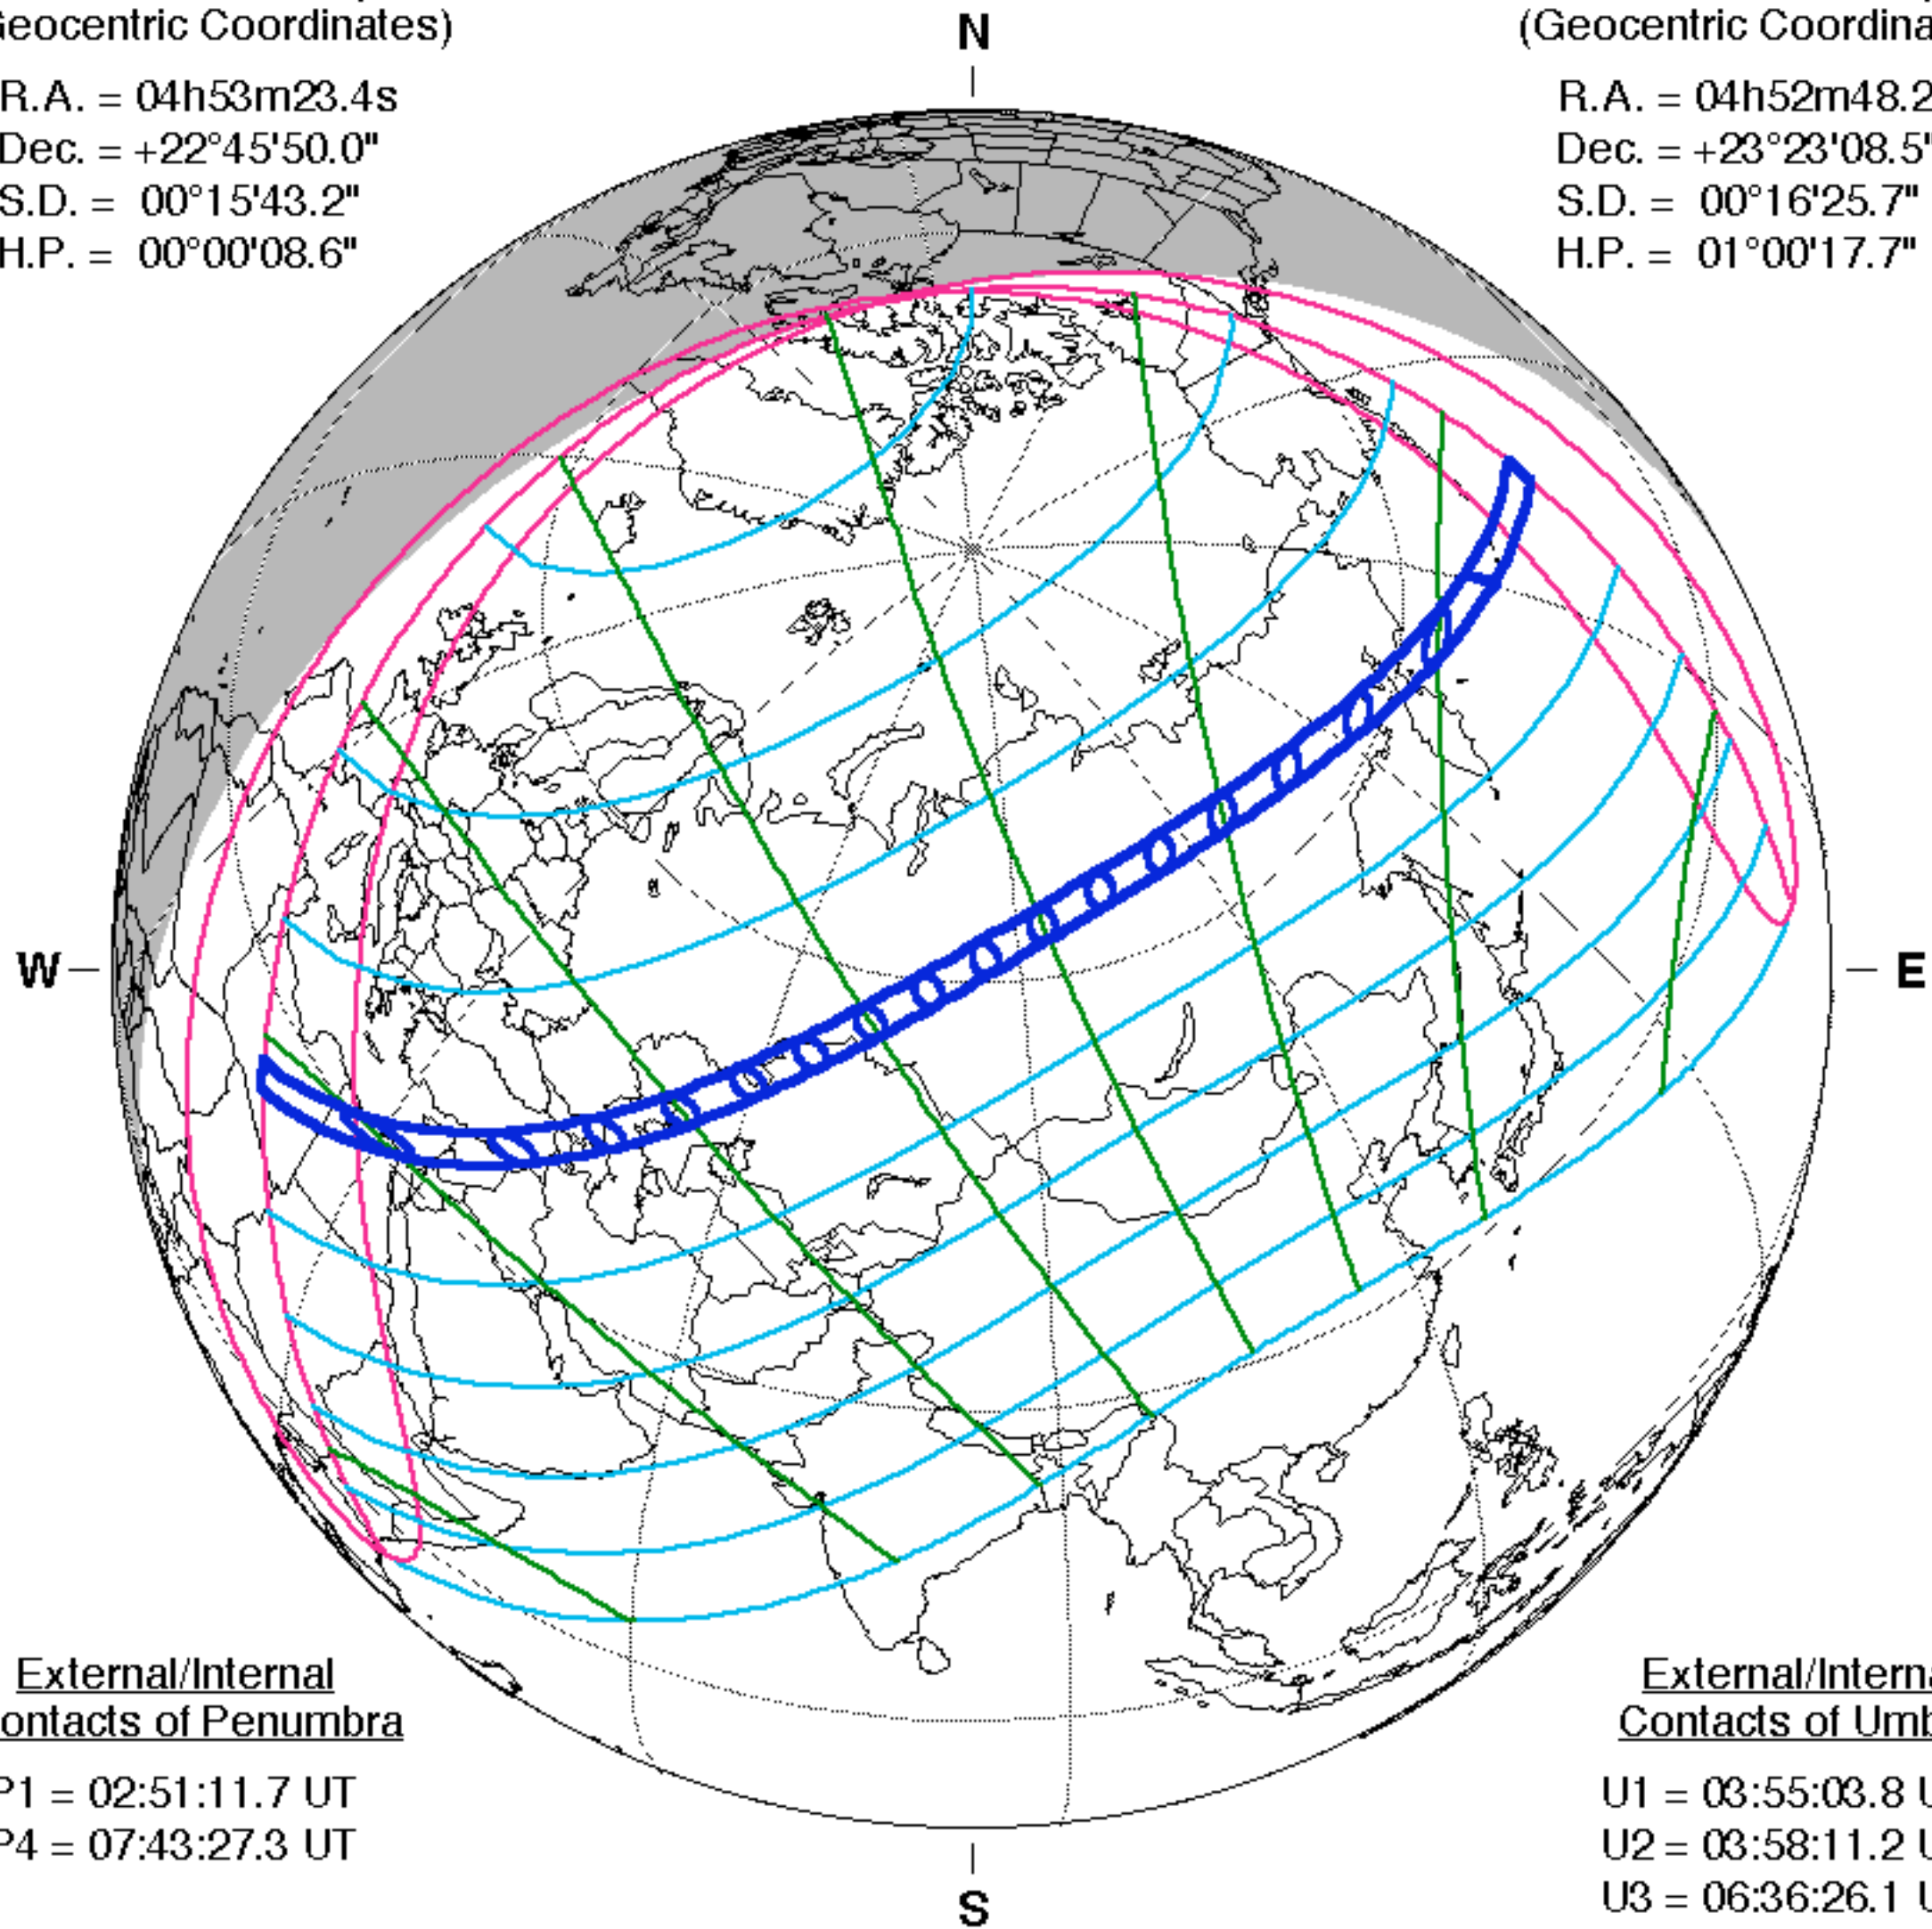 N
eocentric Coordinates)
R.A. = 04h53m23.4s
Dec. = +22°45'50.0"
S.D. = 00°15'43.2"
H.P. = 00°00'08.6"
(Geocentric Coordina
R.A. = 04h52m48.2
Dec. = +23°23'08.5"
S.D. = 00°16'25.7"
H.P. = 01°00'17.7"
W
E
External/Internal
ontacts of Penumbra
P1 = 02:51:11.7 UT
P4 = 07:43:27.3 UT
External/Interna
Contacts of Umb
U1 = 03:55:03.8 U
U2 = 03:58:11.2 U
U3 = 06:36:26.1 U
S